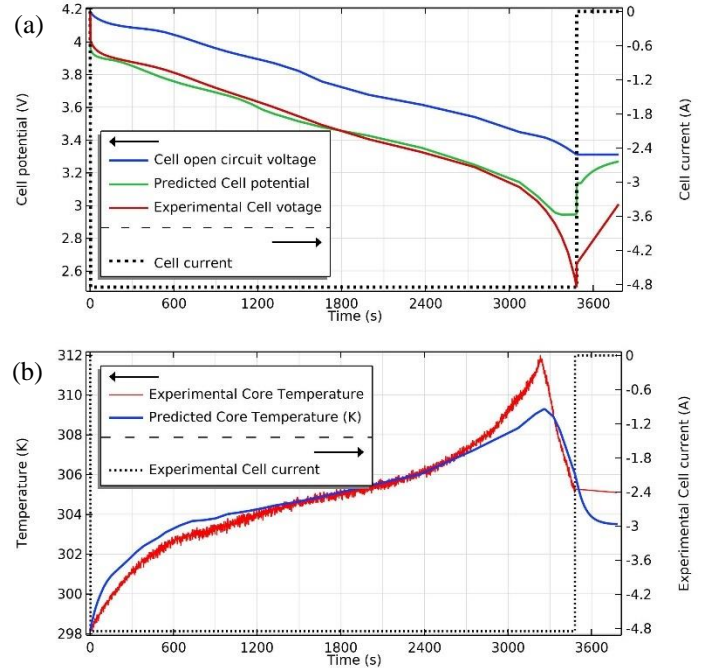 (a)
4.2
4
3.8
3.6
3.4
3.2
3
2.8
2.6
Cell potential (V)
Cell open circuit voltage
Predicted Cell potential
Experimental Cell votage
Cell current
0
-0.6
-1.2
-1.8
-2.4
-3
-3.6
-4.2
-4.8
Cell current (A)
0 600 1200 1800 2400 3000 3600
Time (s)
(b)
312
310
308
306
304
302
300
298
Temperature (K)
Experimental Core Temperature
Predicted Core Temperature (K)
Experimental Cell current
0
-0.6
-1.2
-1.8
-2.4
-3
-3.6
-4.2
-4.8
Experimental Cell current (A)
0 600 1200 1800 2400 3000 3600
Time (s)